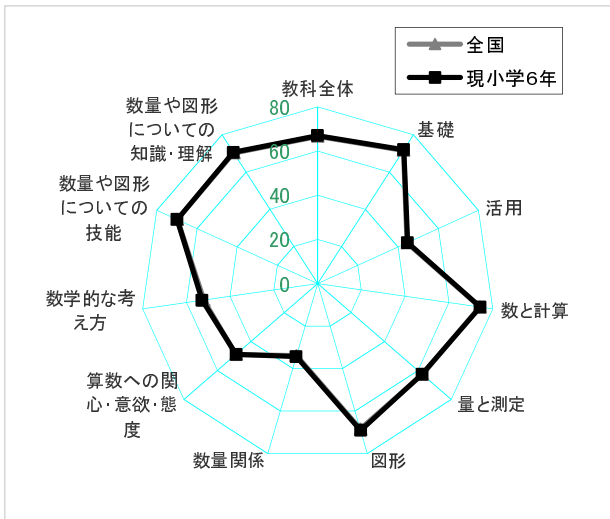 全国
現小学6年
教科全体
基礎
活用
数と計算
量と測定
図形
数量関係
算数への関
心・意欲・態
度
数学的な考
え方
数量や図形
についての
技能
数量や図形
についての
知識・理解
80
60
40
20
0